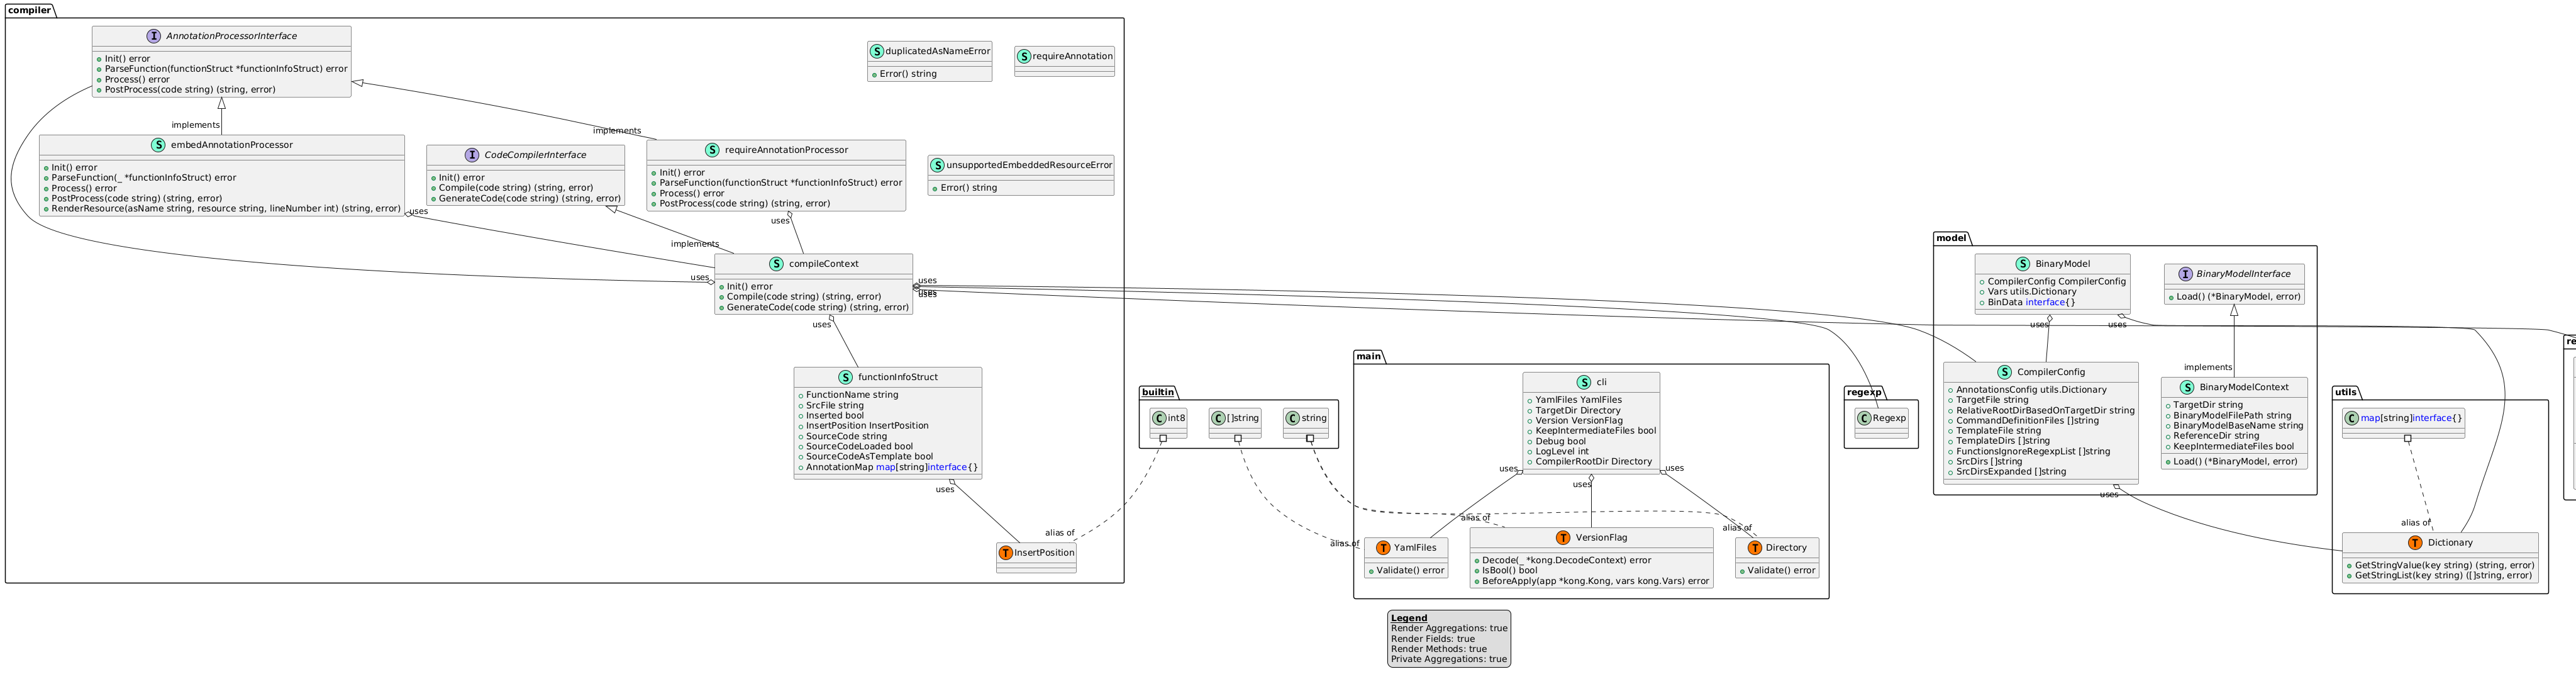 compiler
I AnnotationProcessorInterface
Init() error
ParseFunction(functionStruct *functionInfoStruct) error
Process() error
PostProcess(code string) (string, error)
S duplicatedAsNameError
Error() string
S requireAnnotation
implements
implements
S embedAnnotationProcessor
Init() error
ParseFunction(_ *functionInfoStruct) error
Process() error
PostProcess(code string) (string, error)
RenderResource(asName string, resource string, lineNumber int) (string, error)
I CodeCompilerInterface
Init() error
Compile(code string) (string, error)
GenerateCode(code string) (string, error)
S requireAnnotationProcessor
Init() error
ParseFunction(functionStruct *functionInfoStruct) error
Process() error
PostProcess(code string) (string, error)
S unsupportedEmbeddedResourceError
Error() string
uses
uses
implements
uses
S compileContext
Init() error
Compile(code string) (string, error)
GenerateCode(code string) (string, error)
uses
uses
uses
uses
S functionInfoStruct
FunctionName string
SrcFile string
Inserted bool
InsertPosition InsertPosition
SourceCode string
SourceCodeLoaded bool
SourceCodeAsTemplate bool
AnnotationMap map[string]interface{}
uses
alias of
T InsertPosition
builtin
C int8
C []string
C string
main
S cli
YamlFiles YamlFiles
TargetDir Directory
Version VersionFlag
KeepIntermediateFiles bool
Debug bool
LogLevel int
CompilerRootDir Directory
uses
uses
uses
alias of
alias of
alias of
T YamlFiles
Validate() error
T VersionFlag
Decode(_ *kong.DecodeContext) error
IsBool() bool
BeforeApply(app *kong.Kong, vars kong.Vars) error
T Directory
Validate() error
Legend
Render Aggregations: true
Render Fields: true
Render Methods: true
Private Aggregations: true
regexp
C Regexp
model
S BinaryModel
CompilerConfig CompilerConfig
Vars utils.Dictionary
BinData interface{}
I BinaryModelInterface
Load() (*BinaryModel, error)
uses
uses
implements
S CompilerConfig
AnnotationsConfig utils.Dictionary
TargetFile string
RelativeRootDirBasedOnTargetDir string
CommandDefinitionFiles []string
TemplateFile string
TemplateDirs []string
FunctionsIgnoreRegexpList []string
SrcDirs []string
SrcDirsExpanded []string
uses
S BinaryModelContext
TargetDir string
BinaryModelFilePath string
BinaryModelBaseName string
ReferenceDir string
KeepIntermediateFiles bool
Load() (*BinaryModel, error)
utils
C map[string]interface{}
alias of
T Dictionary
GetStringValue(key string) (string, error)
GetStringList(key string) ([]string, error)
re